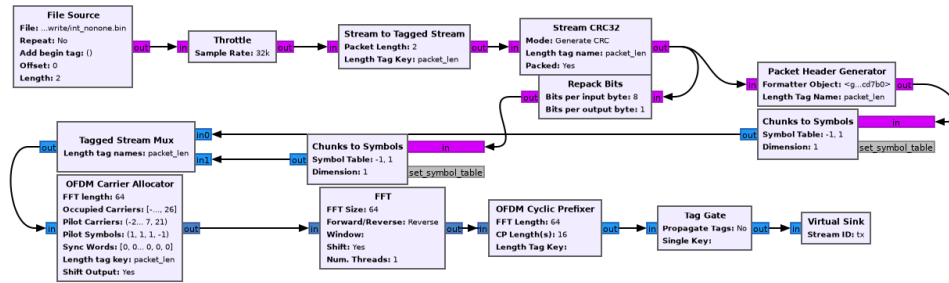 File Source
File: ...write/int_nonone.bin
Repeat: No
Add begin tag: ()
Offset: 0
Length: 2
out
in
Throttle
Sample Rate: 32k
out
in
Stream to Tagged Stream
Packet Length: 2
Length Tag Key: packet_len
out
in
Stream CRC32
Mode: Generate CRC
Length tag name: packet_len
Packed: Yes
out
out
Repack Bits
Bits per input byte: 8
Bits per output byte: 1
in
in
Packet Header Generator
Formatter Object: <g...cd7b0>
Length Tag Name: packet_len
out
out
Chunks to Symbols
Symbol Table: -1, 1
Dimension: 1
in
set_symbol_table
out
Chunks to Symbols
Symbol Table: -1, 1
Dimension: 1
in
set_symbol_table
out
Tagged Stream Mux
Length tag names: packet_len
in0
in1
in
OFDM Carrier Allocator
FFT length: 64
Occupied Carriers: [-..., 26]
Pilot Carriers: (-2... 7, 21)
Pilot Symbols: (1, 1, 1, -1)
Sync Words: [0, 0... 0, 0, 0]
Length tag key: packet_len
Shift Output: Yes
out
in
FFT
FFT Size: 64
Forward/Reverse: Reverse
Window:
Shift: Yes
Num. Threads: 1
out
in
OFDM Cyclic Prefixer
FFT Length: 64
CP Length(s): 16
Length Tag Key:
out
in
Tag Gate
Propagate Tags: No
Single Key:
out
in
Virtual Sink
Stream ID: tx